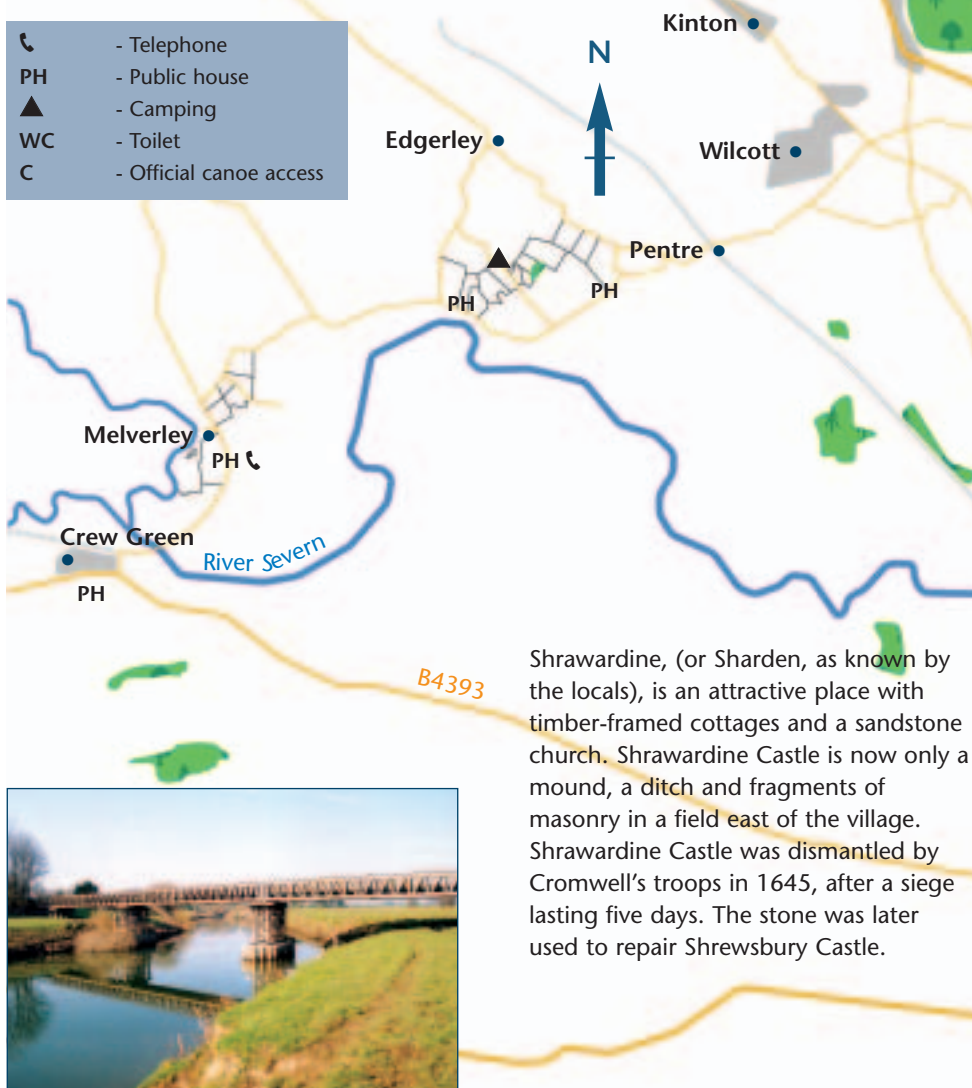 - Telephone
PH - Public house
- Camping
WC - Toilet
C - Official canoe access
Kinton
N
Edgerley
Wilcott
Pentre
PH
PH
Melverley
PH
Crew Green
River Severn
PH
B4393
Shrawardine, (or Sharden, as known by
the locals), is an attractive place with
timber-framed cottages and a sandstone
church. Shrawardine Castle is now only a
mound, a ditch and fragments of
masonry in a field east of the village.
Shrawardine Castle was dismantled by
Cromwell's troops in 1645, after a siege
lasting five days. The stone was later
used to repair Shrewsbury Castle.